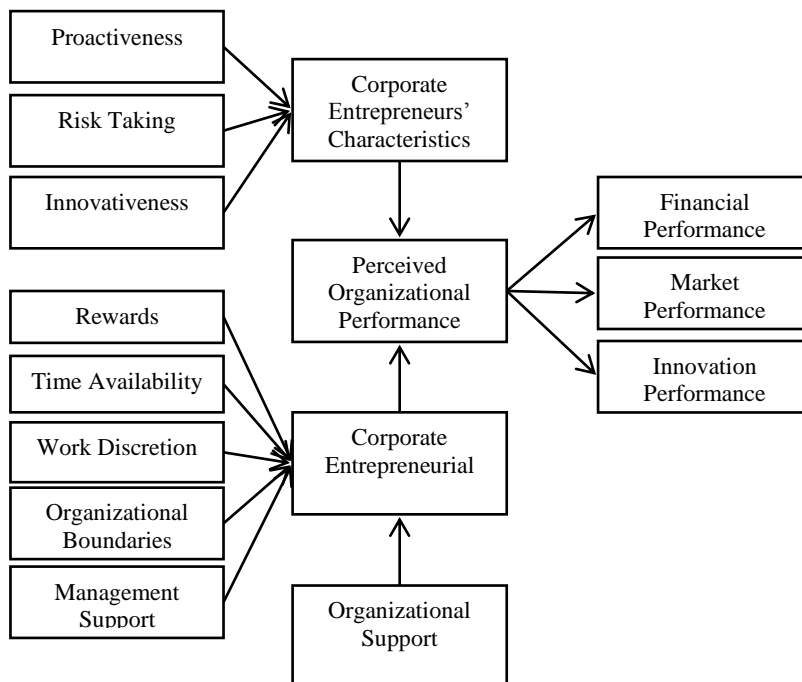 Proactiveness
Risk Taking
Innovativeness
Rewards
Time Availability
Work Discretion
Organizational
Boundaries
Management
Support
Corporate
Entrepreneurs’
Characteristics
Perceived
Organizational
Performance
Corporate
Entrepreneurial
Organizational
Support
Financial
Performance
Market
Performance
Innovation
Performance